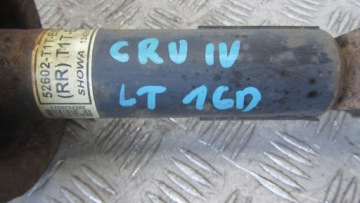 CRV IV
LT 16D
52602-T1T-E
(RR) T1T
SHOWA